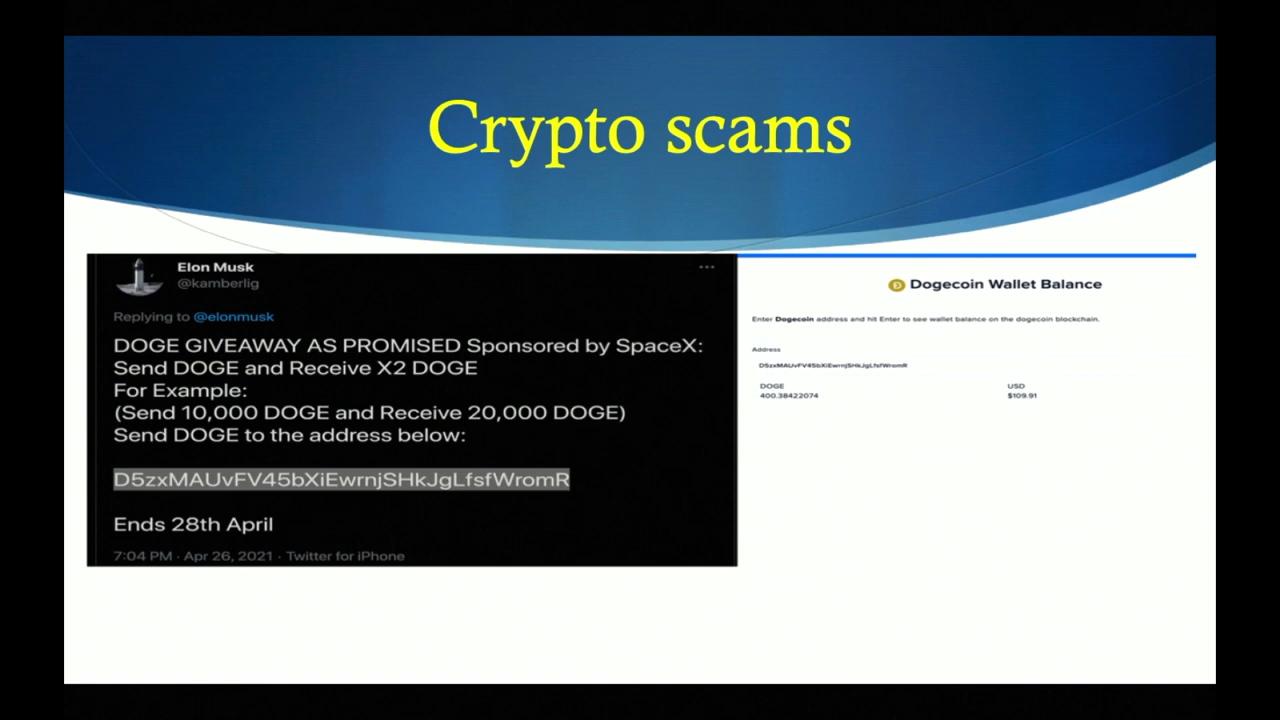 Crypto scams
Elon Musk
@kamberlig
Replying to @elonmusk
DOGE GIVEAWAY AS PROMISED Sponsored by SpaceX:
Send DOGE and Receive X2 DOGE
For Example:
(Send 10,000 DOGE and Receive 20,000 DOGE)
Send DOGE to the address below:
D5zxMAUvFV45bXiEwrnjSHkJgLfsfWromR
Ends 28th April
7:04 PM · Apr 26, 2021 · Twitter for iPhone
Dogecoin Wallet Balance
Enter Dogecoin address and hit Enter to see wallet balance on the dogecoin blockchain.
Address
D5zxMAUvFV45bXiEwrnjSHkJgLfsfWromR
DOGE USD
400.38422074 $109.91